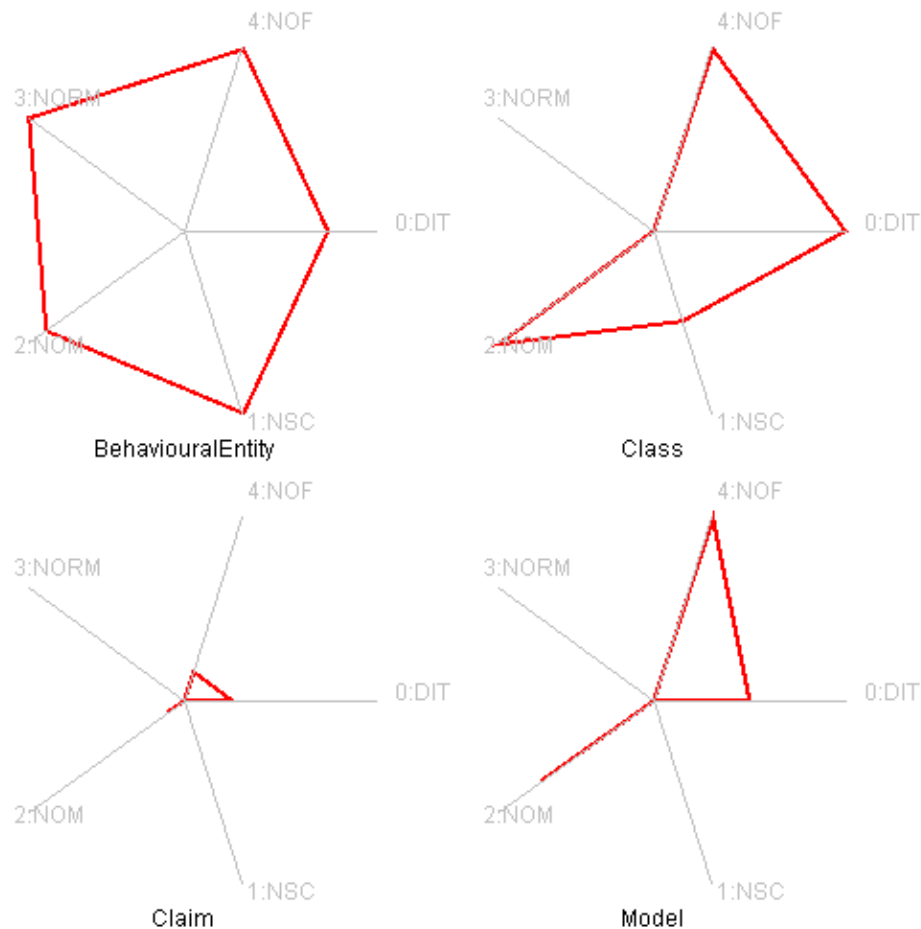 4:NOF
3:NORM
0:DIT
2:NOM
1:NSC
BehaviouralEntity
4:NOF
3:NORM
0:DIT
2:NOM
1:NSC
Class
4:NOF
3:NORM
0:DIT
2:NOM
1:NSC
Claim
4:NOF
3:NORM
0:DIT
2:NOM
1:NSC
Model